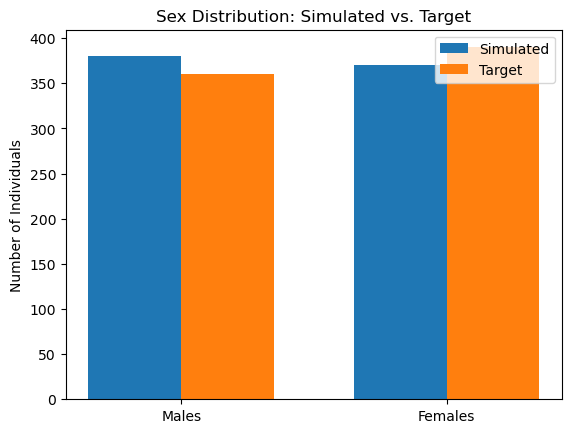 Sex Distribution: Simulated vs. Target
Number of Individuals
400
350
300
250
200
150
100
50
0
Simulated
Target
Males
Females